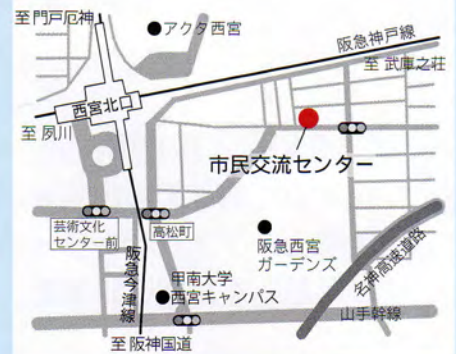 至門戸厄神
アクタ西宮
阪急神戸線
至 武庫之荘
西宮北口
至 夙川
市民交流センター
芸術文化
センター前
高松町
阪急西宮
ガーデンズ
名神高速道路
阪急今津線
甲南大学
西宮キャンパス
山手幹線
至 阪神国道